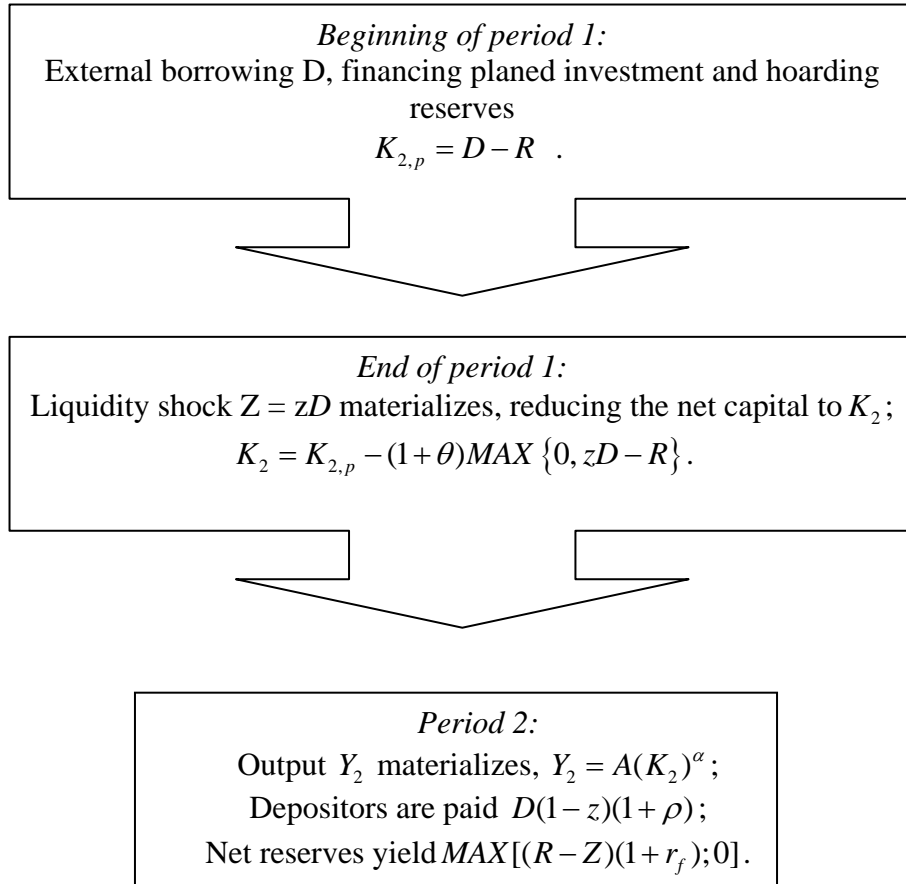 Beginning of period 1:
External borrowing D, financing planed investment and hoarding
reserves
K_{2,p} = D − R .
End of period 1:
Liquidity shock Z = zD materializes, reducing the net capital to K_2;
K_2 = K_{2,p} − (1 + θ)MAX {0, zD − R}.
Period 2:
Output Y_2 materializes, Y_2 = A(K_2)^α;
Depositors are paid D(1 − z)(1 + ρ);
Net reserves yield MAX[(R − Z)(1 + r_f);0].